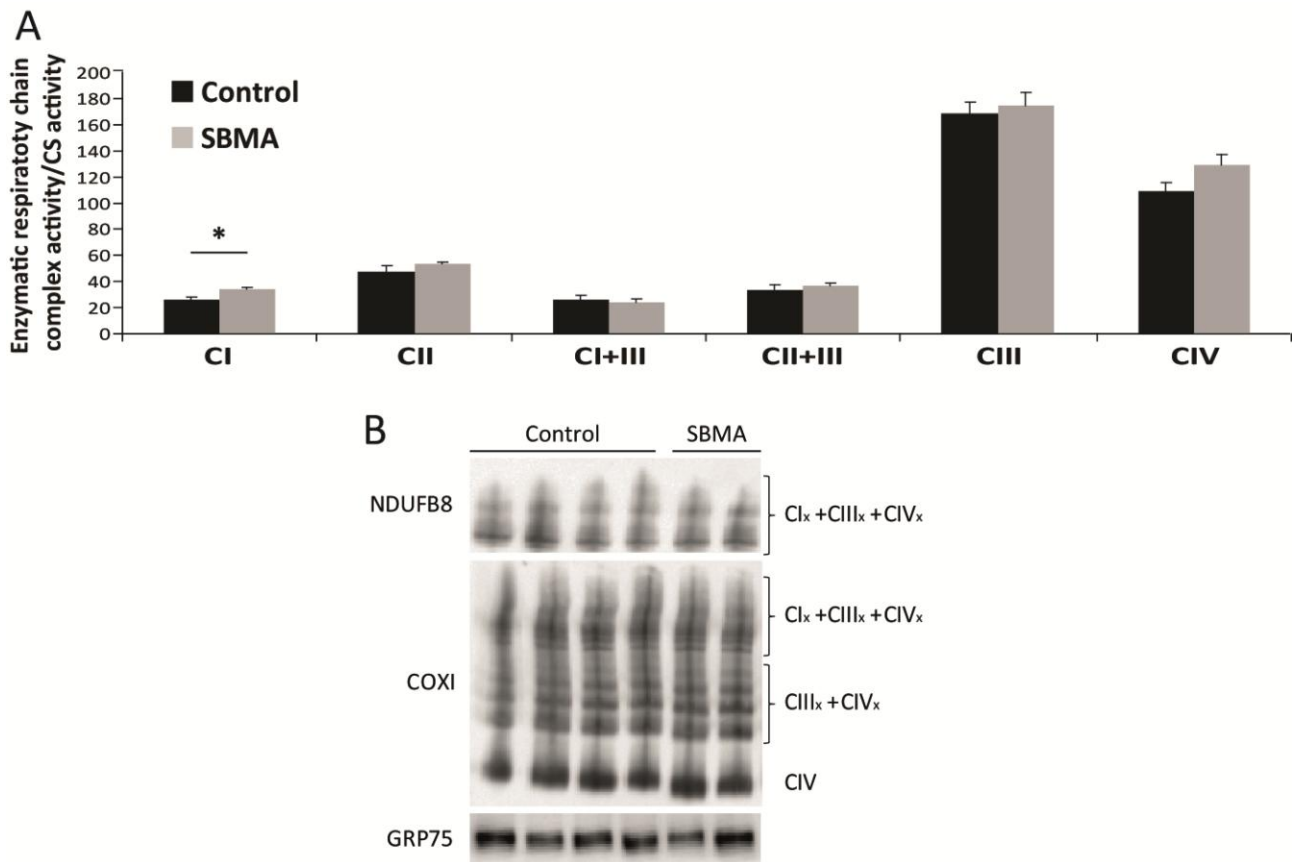 A
Enzymatic respiratoty chain
complex activity/CS activity
200
180
160
140
120
100
80
60
40
20
0
Control
SBMA
*
CI
CII
CI+III
CII+III
CIII
CIV
B
Control
SBMA
NDUFB8
CIx +CIIIx +CIVx
CIx +CIIIx +CIVx
COXI
CIIIx +CIVx
CIV
GRP75